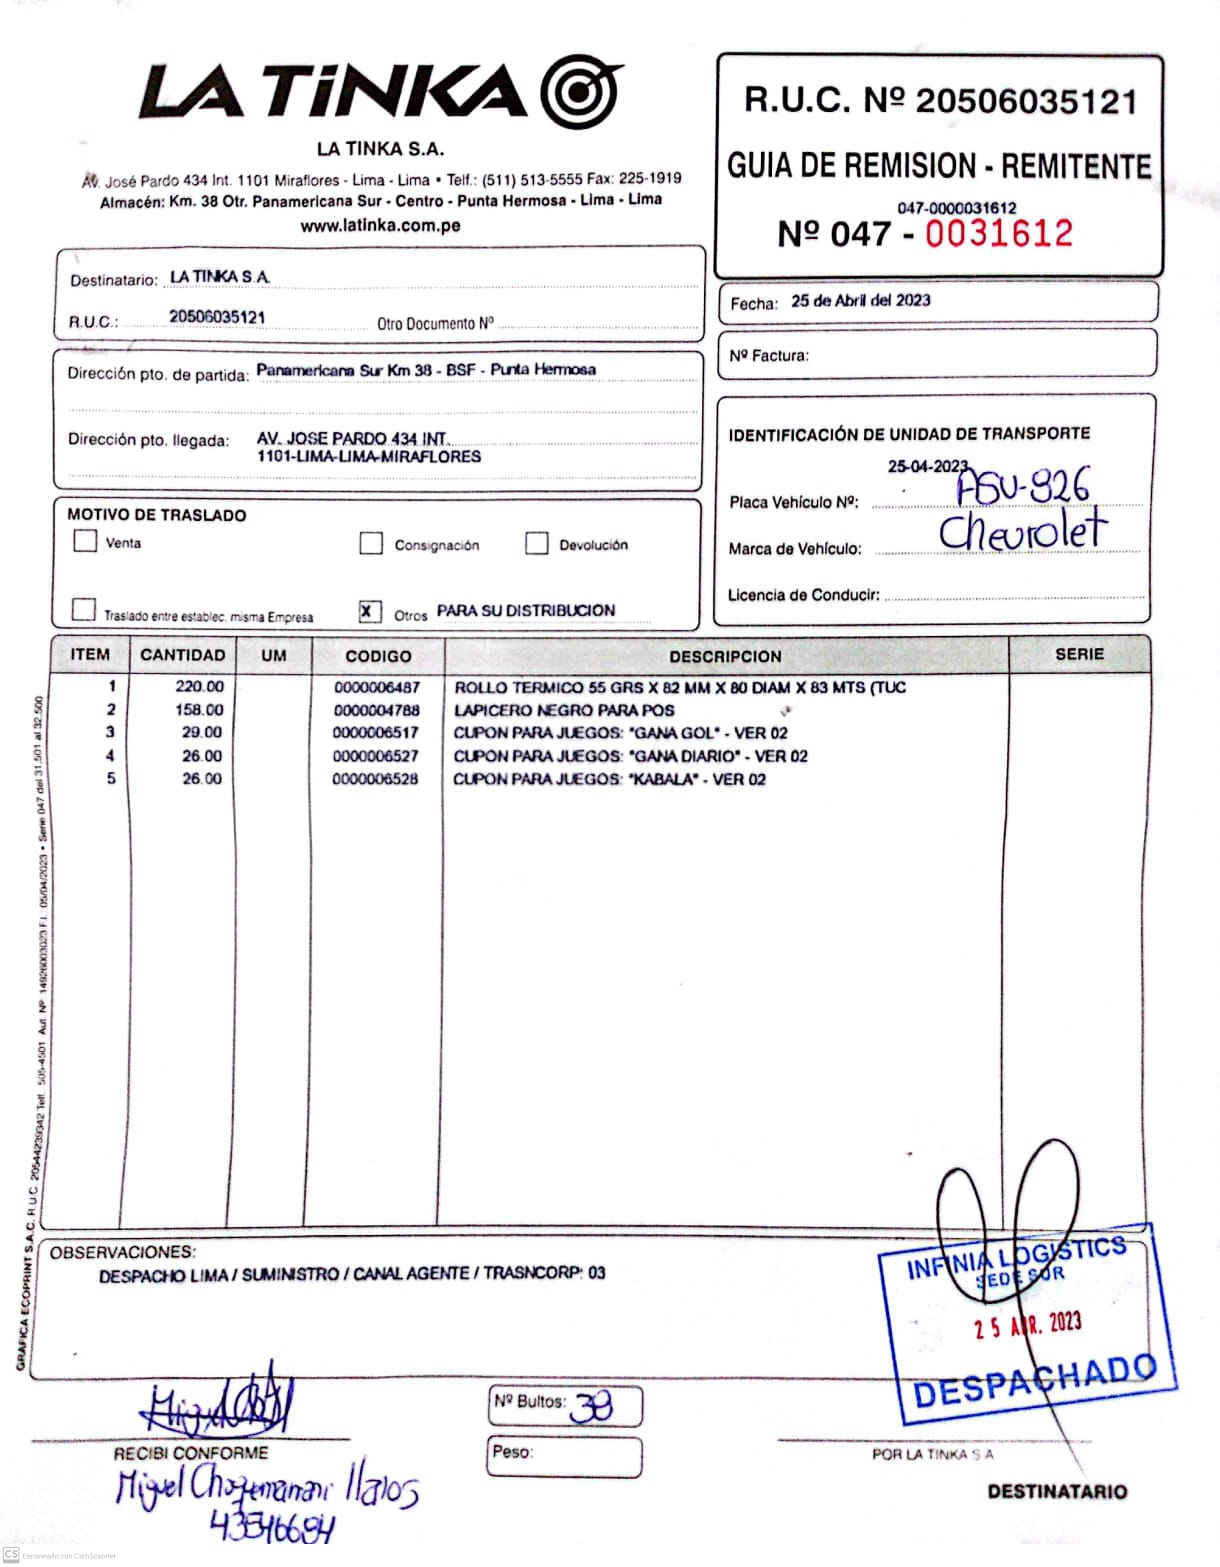 LA TiNKA
LA TINKA S.A.
Av. José Pardo 434 Int. 1101 Miraflores - Lima - Lima • Telf.: (511) 513-5555 Fax: 225-1919
Almacén: Km. 38 Otr. Panamericana Sur - Centro - Punta Hermosa - Lima - Lima
www.latinka.com.pe
R.U.C. Nº 20506035121
GUIA DE REMISION - REMITENTE
047-0000031612
Nº 047 - 0031612
Destinatario: LA TINKA S.A.
R.U.C.: 20506035121 Otro Documento Nº
Fecha: 25 de Abril del 2023
Nº Factura:
Dirección pto. de partida: Panamericana Sur Km 38 - BSF - Punta Hermosa
Dirección pto. llegada: AV. JOSE PARDO 434 INT.
1101-LIMA-LIMA-MIRAFLORES
IDENTIFICACIÓN DE UNIDAD DE TRANSPORTE
25-04-2023
Placa Vehículo Nº: ASU-926
Marca de Vehículo: Chevrolet
Licencia de Conducir:
MOTIVO DE TRASLADO
Venta Consignación Devolución
Traslado entre establec. misma Empresa X Otros PARA SU DISTRIBUCION
ITEM CANTIDAD UM CÓDIGO DESCRIPCION SERIE
1 220.00 0000006487 ROLLO TERMICO 55 GRS X 82 MM X 80 DIAM X 83 MTS (TUC
2 158.00 0000004788 LAPICERO NEGRO PARA POS
3 29.00 0000006517 CUPON PARA JUEGOS: "GANA GOL" - VER 02
4 26.00 0000006527 CUPON PARA JUEGOS: "GANA DIARIO" - VER 02
5 26.00 0000006528 CUPON PARA JUEGOS: "KABALA" - VER 02
GRAFICA ECOPRINT S.A.C. R.U.C. 20544239342 Telf. 505-4501 Aut. Nº 14926003023 F.I. 05/04/2023 • Serie 047 del 31,501 al 32,500
OBSERVACIONES:
DESPACHO LIMA / SUMINISTRO / CANAL AGENTE / TRASNCORP: 03
INFINIA LOGISTICS
SEDE SUR
25 ABR. 2023
DESPACHADO
Nº Bultos: 38
Peso:
RECIBI CONFORME
Miguel
43546684
POR LA TINKA S A
DESTINATARIO
CS Escaneado con CamScanner